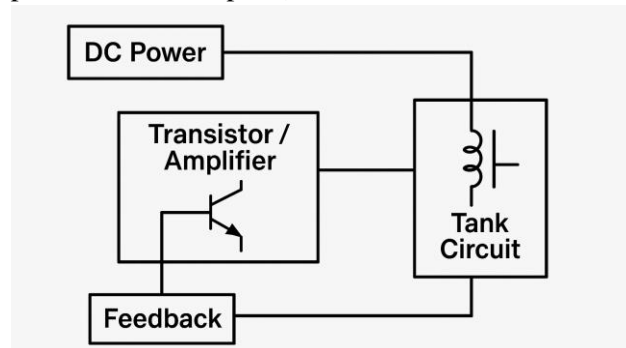 DC Power
Transistor /
Amplifier
Tank
Circuit
Feedback